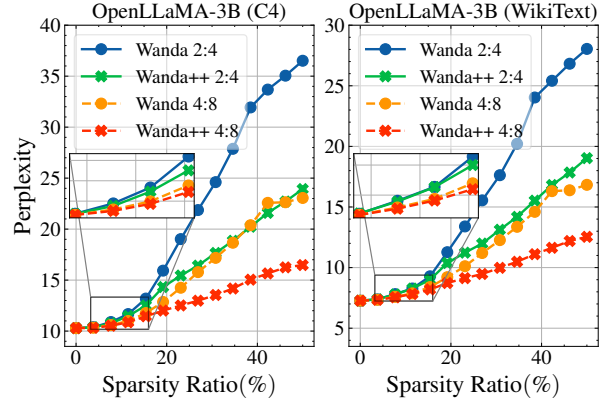 OpenLLaMA-3B (C4)
40
35
30
25
20
15
10
Perplexity
Wanda 2:4
Wanda++ 2:4
Wanda 4:8
Wanda++ 4:8
0
20
40
Sparsity Ratio(%)
OpenLLaMA-3B (WikiText)
30
25
20
15
10
5
Wanda 2:4
Wanda++ 2:4
Wanda 4:8
Wanda++ 4:8
0
20
40
Sparsity Ratio(%)